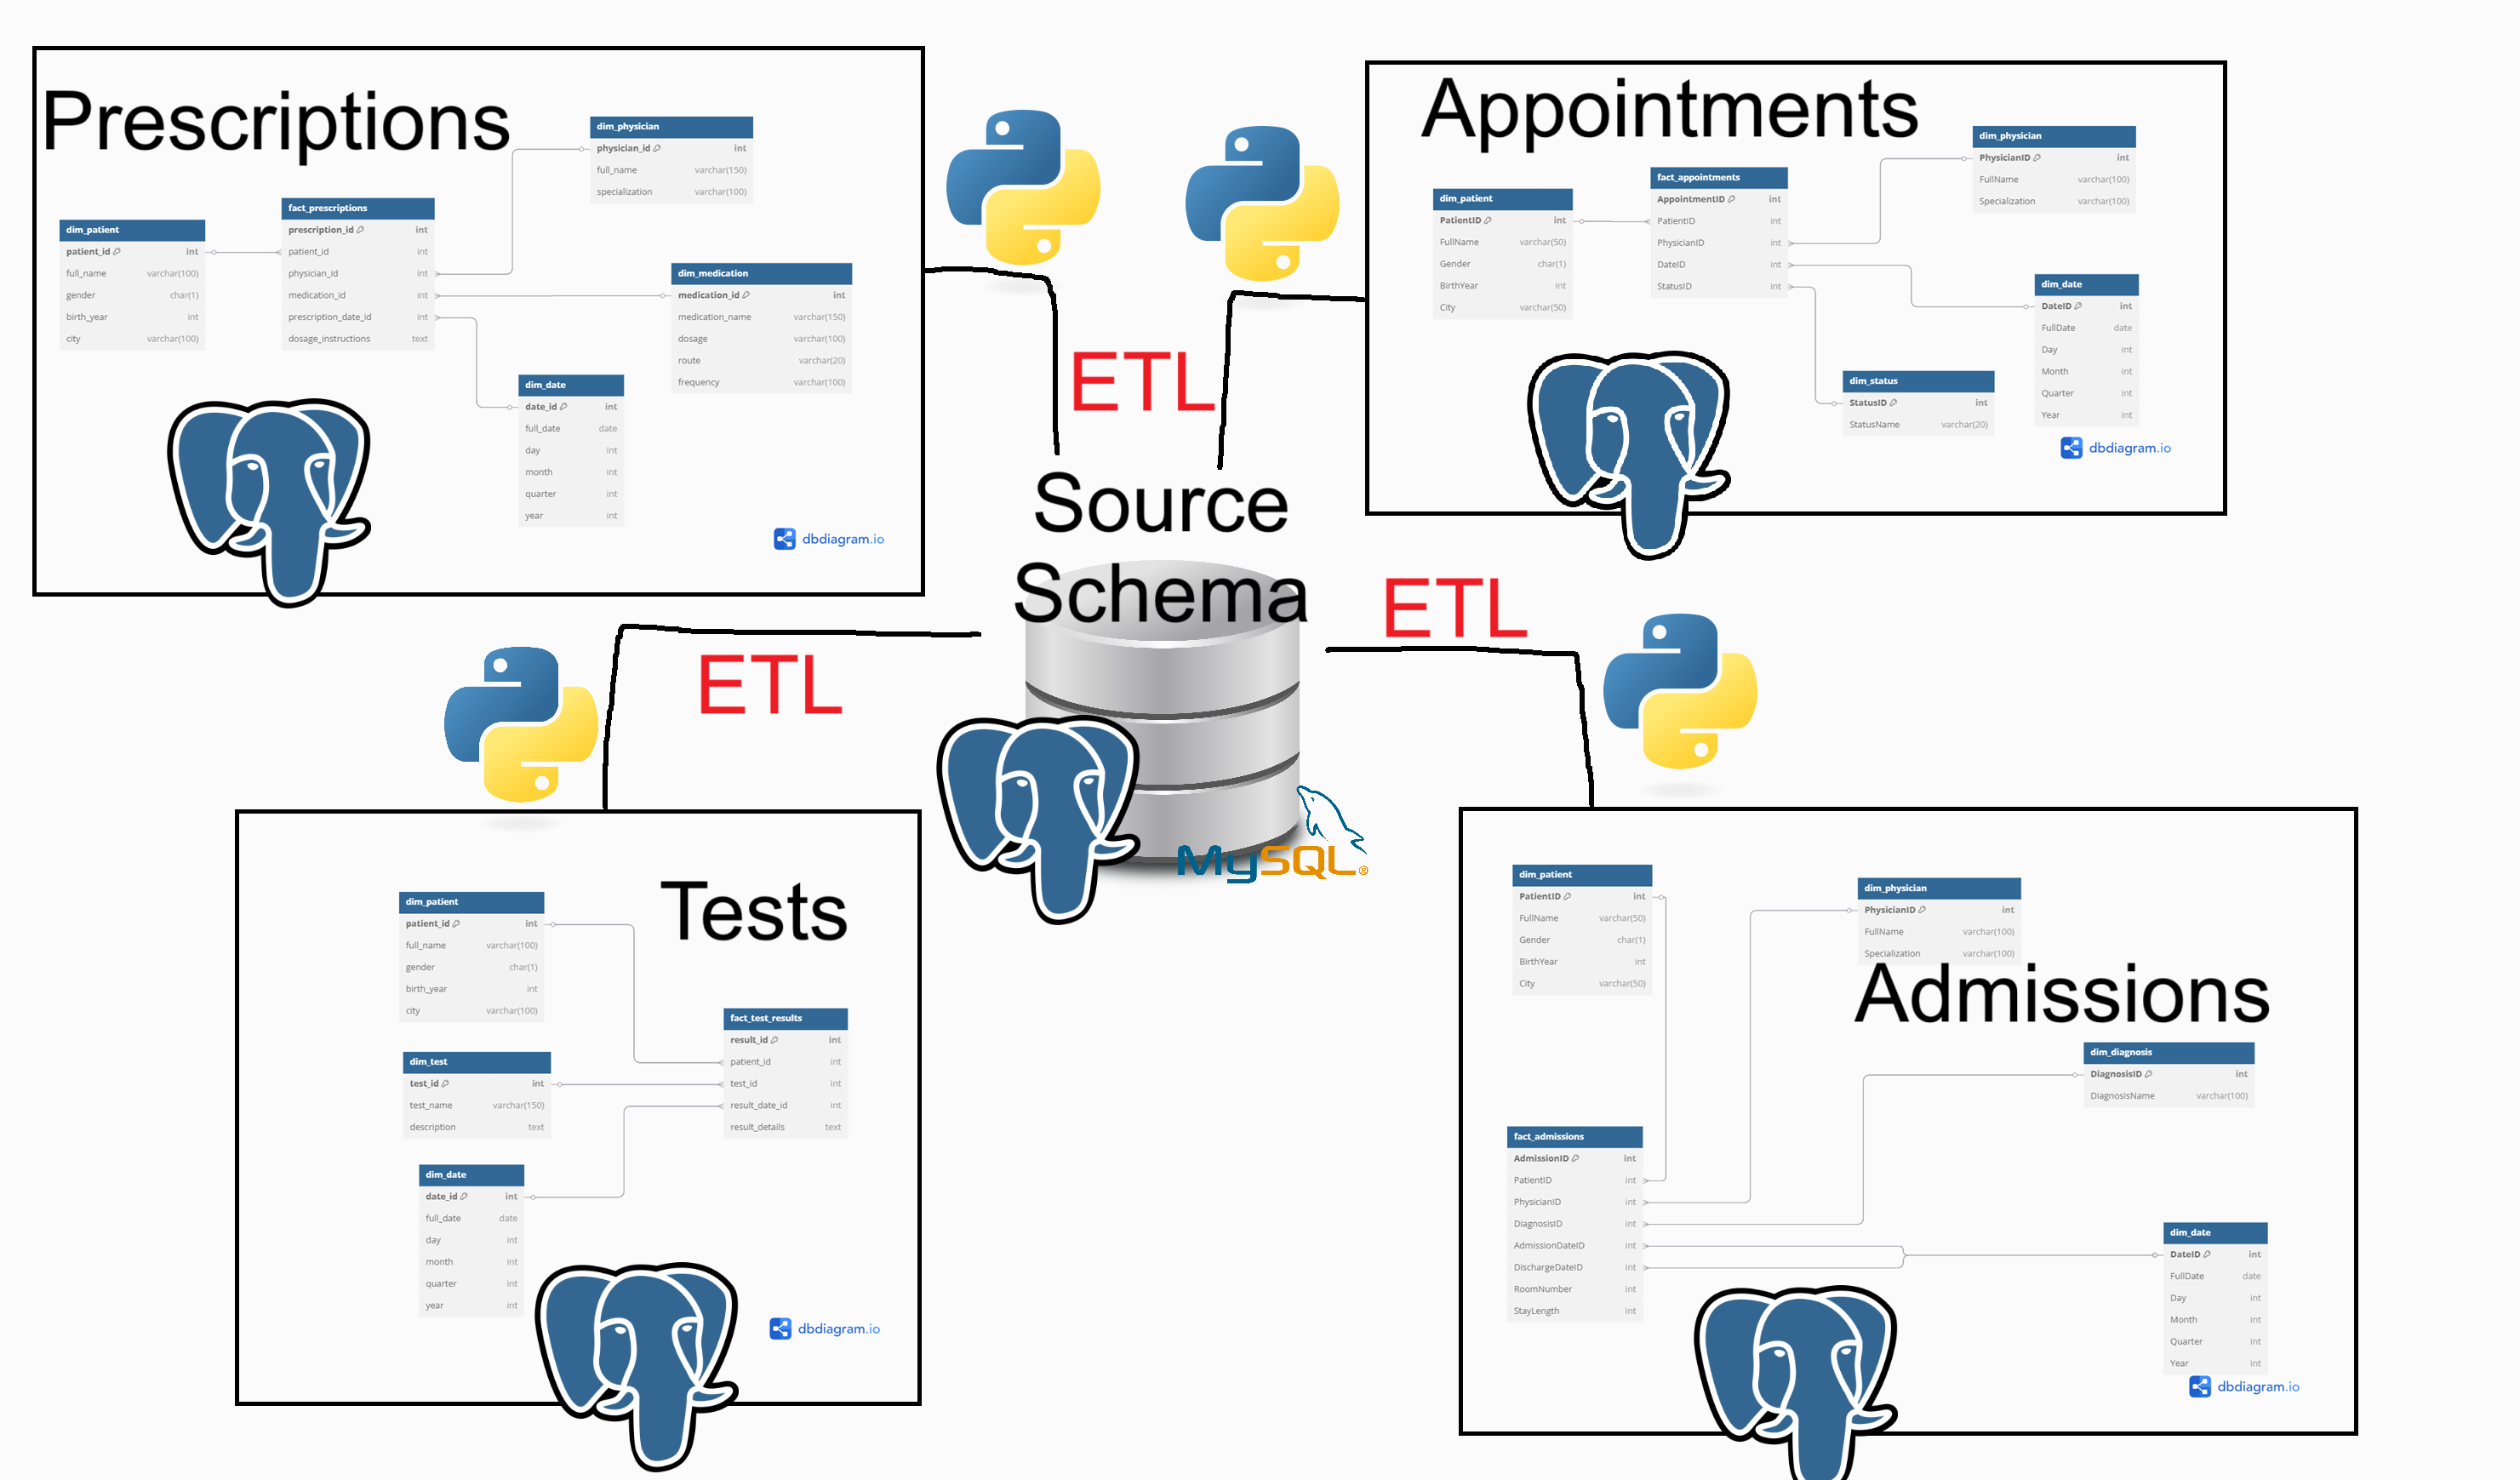 Prescriptions
dim_physician
physician_id int
full_name varchar(150)
specialization varchar(100)
fact_prescriptions
prescription_id int
patient_id int
physician_id int
medication_id int
prescription_date_id int
dosage_instructions text
dim_patient
patient_id int
full_name varchar(100)
gender char(1)
birth_year int
city varchar(100)
dim_medication
medication_id int
medication_name varchar(150)
dosage varchar(100)
route varchar(20)
frequency varchar(100)
dim_date
date_id int
full_date date
day int
month int
quarter int
year int
dbdiagram.io
Appointments
dim_physician
PhysicianID int
FullName varchar(100)
Specialization varchar(100)
fact_appointments
AppointmentID int
PatientID int
PhysicianID int
DateID int
StatusID int
dim_patient
PatientID int
FullName varchar(50)
Gender char(1)
BirthYear int
City varchar(50)
dim_date
DateID int
FullDate date
Day int
Month int
Quarter int
Year int
dim_status
StatusID int
StatusName varchar(20)
dbdiagram.io
ETL
Source
Schema
ETL
ETL
MySQL®
Tests
dim_patient
patient_id int
full_name varchar(100)
gender char(1)
birth_year int
city varchar(100)
fact_test_results
result_id int
patient_id int
test_id int
result_date_id int
result_details text
dim_test
test_id int
test_name varchar(150)
description text
dim_date
date_id int
full_date date
day int
month int
quarter int
year int
dbdiagram.io
dim_patient
PatientID int
FullName varchar(50)
Gender char(1)
BirthYear int
City varchar(50)
dim_physician
PhysicianID int
FullName varchar(100)
Specialization varchar(100)
Admissions
dim_diagnosis
DiagnosisID int
DiagnosisName varchar(100)
fact_admissions
AdmissionID int
PatientID int
PhysicianID int
DiagnosisID int
AdmissionDateID int
DischargeDateID int
RoomNumber int
StayLength int
dim_date
DateID int
FullDate date
Day int
Month int
Quarter int
Year int
dbdiagram.io